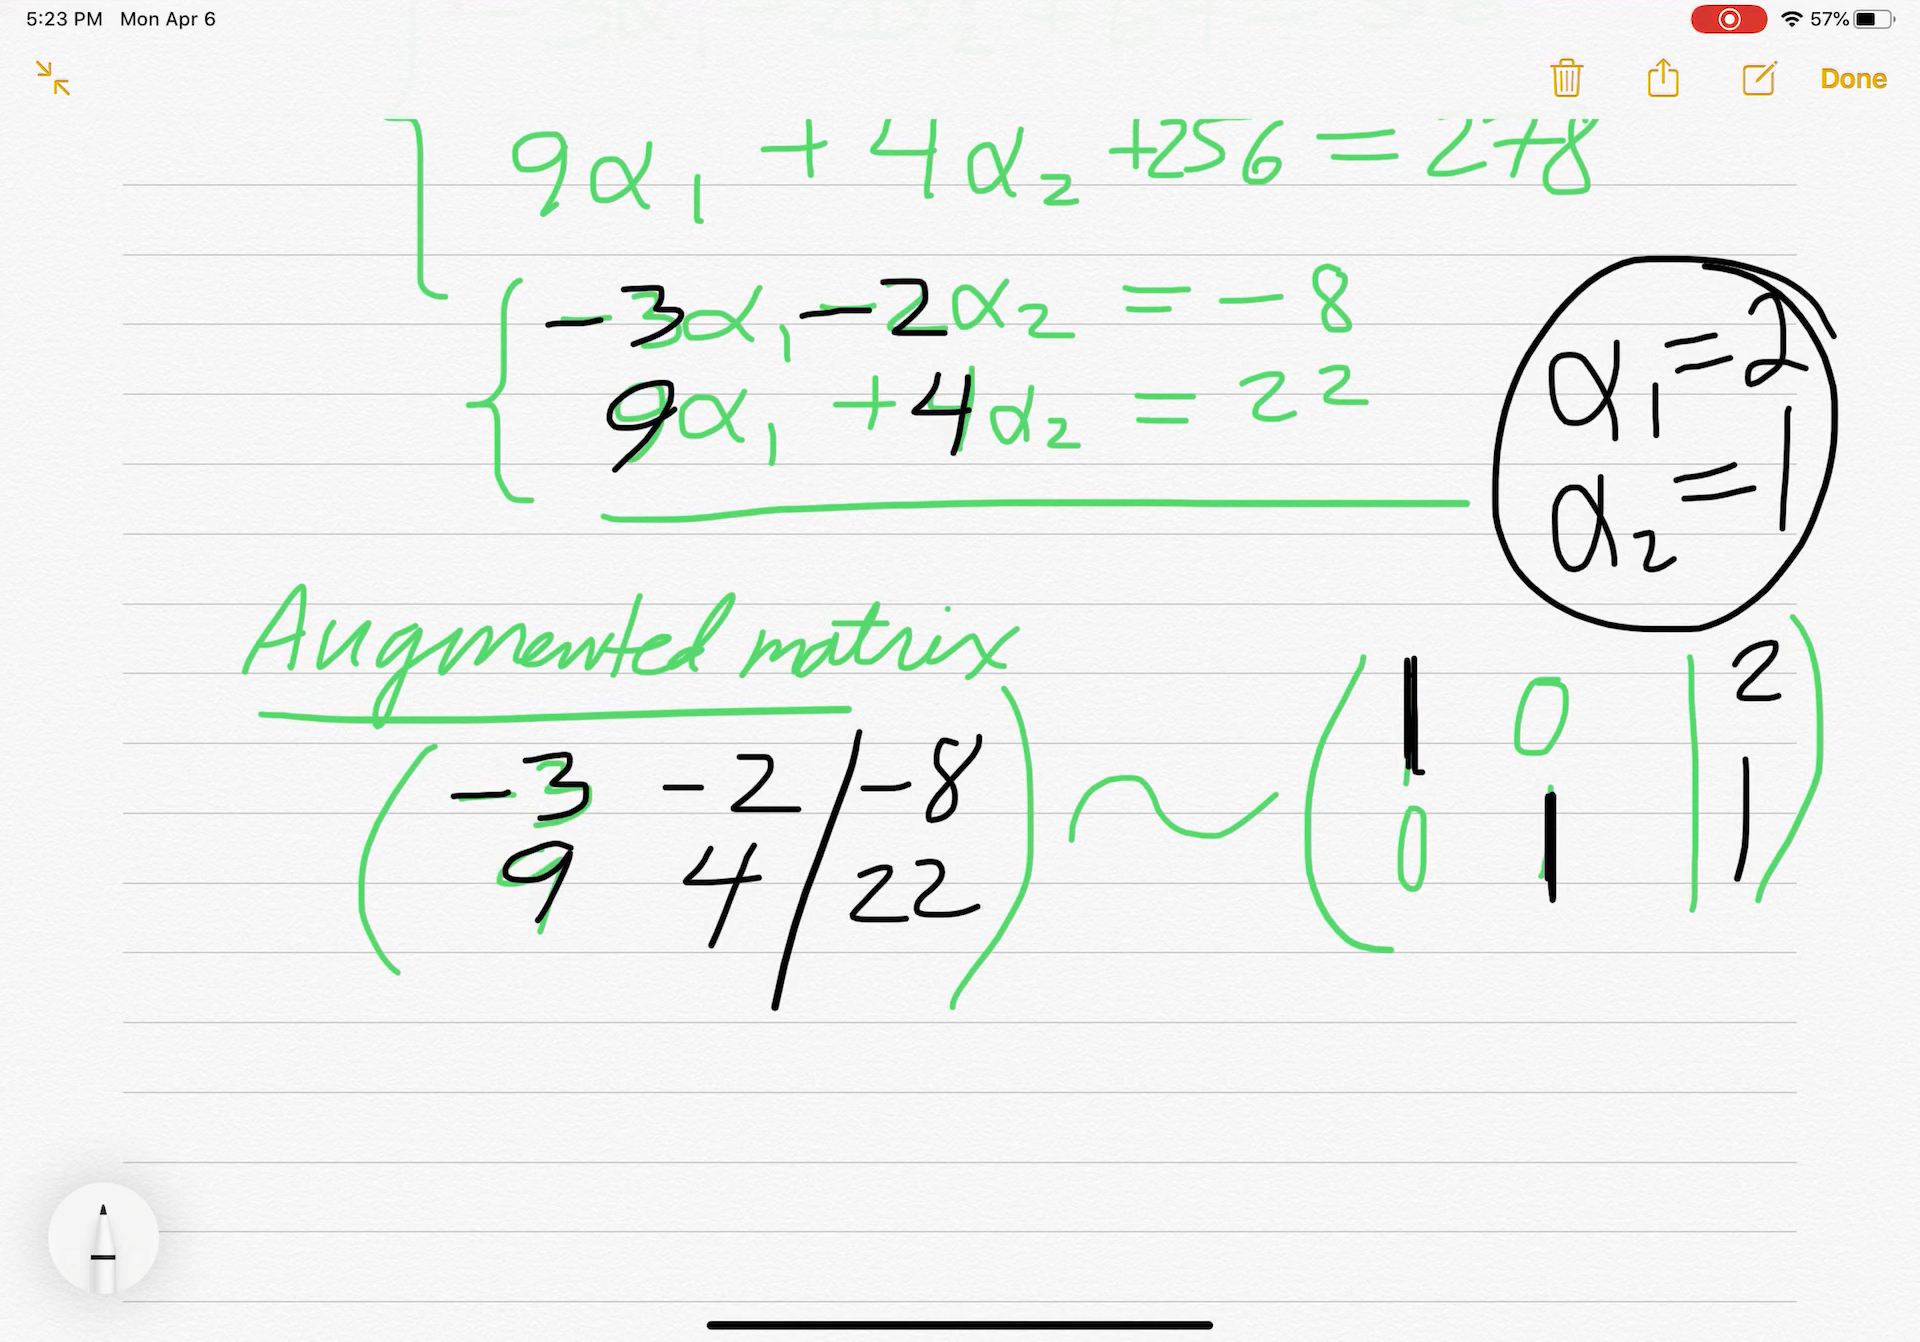 5:23 PM Mon Apr 6 57%
Done
9α₁ + 4α₂ +256 = 278
-3α₁ -2α₂ = -8
9α₁ +4α₂ = 22
α₁ = 2
α₂ = 1
Augmented matrix
-3 -2 | -8
9 4 | 22
~
1 0 | 2
0 1 | 1